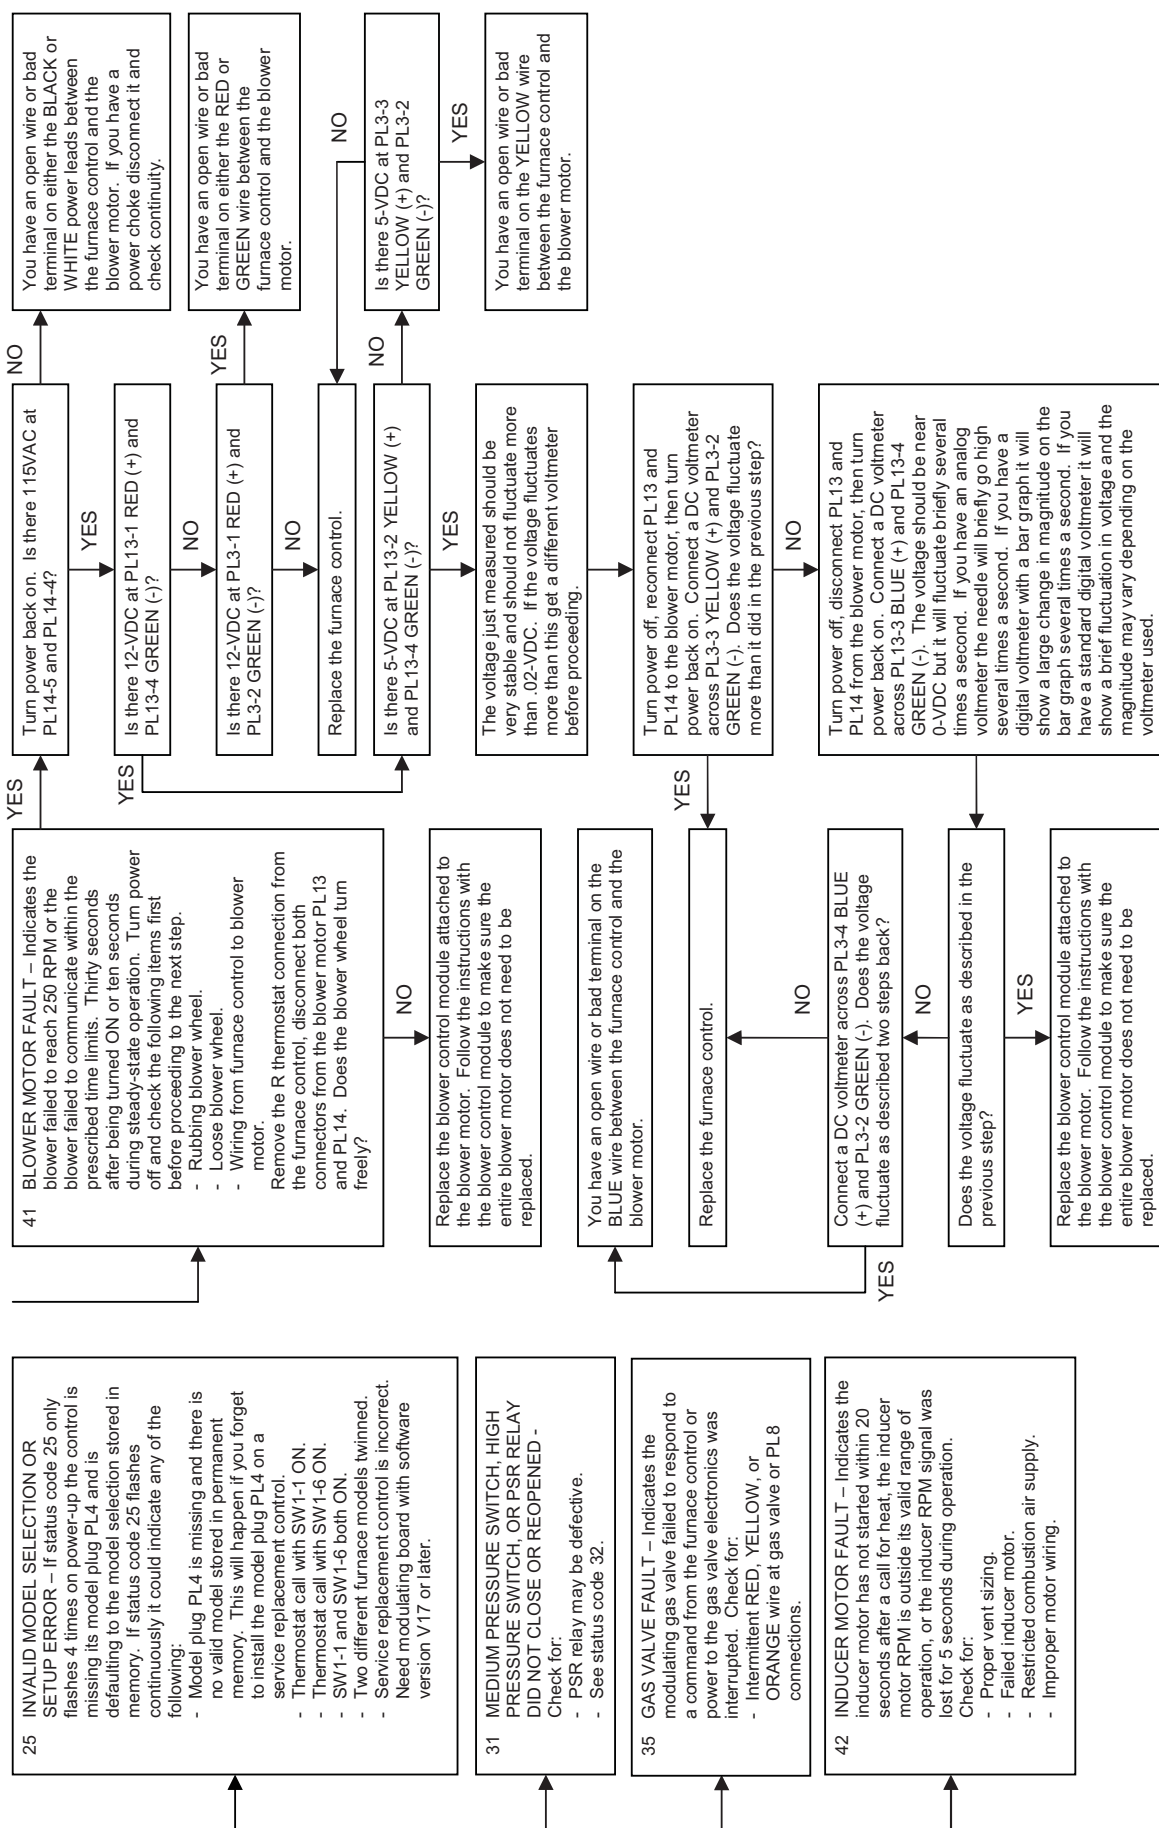 25 INVALID MODEL SELECTION OR
SETUP ERROR – If status code 25 only
flashes 4 times on power-up the control is
missing its model plug PL4 and is
defaulting to the model selection stored in
memory. If status code 25 flashes
continuously it could indicate any of the
following:
- Model plug PL4 is missing and there is
no valid model stored in permanent
memory. This will happen if you forget
to install the model plug PL4 on a
service replacement control.
- Thermostat call with SW1-1 ON.
- Thermostat call with SW1-6 ON.
- SW1-1 and SW1-6 both ON.
- Two different furnace models twinned.
- Service replacement control is incorrect.
Need modulating board with software
version V17 or later.
31 MEDIUM PRESSURE SWITCH, HIGH
PRESSURE SWITCH, OR PSR RELAY
DID NOT CLOSE OR REOPENED -
Check for:
- PSR relay may be defective.
- See status code 32.
35 GAS VALVE FAULT – Indicates the
modulating gas valve failed to respond to
a command from the furnace control or
power to the gas valve electronics was
interrupted. Check for:
- Intermittent RED, YELLOW, or
ORANGE wire at gas valve or PL8
connections.
42 INDUCER MOTOR FAULT – Indicates the
inducer motor has not started within 20
seconds after a call for heat, the inducer
motor RPM is outside its valid range of
operation, or the inducer RPM signal was
lost for 5 seconds during operation.
Check for:
- Proper vent sizing.
- Failed inducer motor.
- Restricted combustion air supply.
- Improper motor wiring.
41 BLOWER MOTOR FAULT – Indicates the
blower failed to reach 250 RPM or the
blower failed to communicate within the
prescribed time limits. Thirty seconds
after being turned ON or ten seconds
during steady-state operation. Turn power
off and check the following items first
before proceeding to the next step.
- Rubbing blower wheel.
- Loose blower wheel.
- Wiring from furnace control to blower
motor.
Remove the R thermostat connection from
the furnace control, disconnect both
connectors from the blower motor PL13
and PL14. Does the blower wheel turn
freely?
NO
Replace the blower control module attached to
the blower motor. Follow the instructions with
the blower control module to make sure the
entire blower motor does not need to be
replaced.
You have an open wire or bad terminal on the
BLUE wire between the furnace control and the
blower motor.
Replace the furnace control.
NO
Connect a DC voltmeter across PL3-4 BLUE
(+) and PL3-2 GREEN (-). Does the voltage
fluctuate as described two steps back?
YES
NO
Does the voltage fluctuate as described in the
previous step?
YES
Replace the blower control module attached to
the blower motor. Follow the instructions with
the blower control module to make sure the
entire blower motor does not need to be
replaced.
YES
Turn power back on. Is there 115VAC at
PL14-5 and PL14-4?
YES
Is there 12-VDC at PL13-1 RED (+) and
PL13-4 GREEN (-)?
YES
NO
Is there 12-VDC at PL3-1 RED (+) and
PL3-2 GREEN (-)?
NO
Replace the furnace control.
Is there 5-VDC at PL13-2 YELLOW (+)
and PL13-4 GREEN (-)?
YES
The voltage just measured should be
very stable and should not fluctuate more
than .02-VDC. If the voltage fluctuates
more than this get a different voltmeter
before proceeding.
Turn power off, reconnect PL13 and
PL14 to the blower motor, then turn
power back on. Connect a DC voltmeter
across PL3-3 YELLOW (+) and PL3-2
GREEN (-). Does the voltage fluctuate
more than it did in the previous step?
YES
NO
Turn power off, disconnect PL13 and
PL14 from the blower motor, then turn
power back on. Connect a DC voltmeter
across PL13-3 BLUE (+) and PL13-4
GREEN (-). The voltage should be near
0-VDC but it will fluctuate briefly several
times a second. If you have an analog
voltmeter the needle will briefly go high
several times a second. If you have a
digital voltmeter with a bar graph it will
show a large change in magnitude on the
bar graph several times a second. If you
have a standard digital voltmeter it will
show a brief fluctuation in voltage and the
magnitude may vary depending on the
voltmeter used.
NO
You have an open wire or bad
terminal on either the BLACK or
WHITE power leads between
the furnace control and the
blower motor. If you have a
power choke disconnect it and
check continuity.
YES
You have an open wire or bad
terminal on either the RED or
GREEN wire between the
furnace control and the blower
motor.
NO
NO
Is there 5-VDC at PL3-3
YELLOW (+) and PL3-2
GREEN (-)?
YES
You have an open wire or bad
terminal on the YELLOW wire
between the furnace control and
the blower motor.